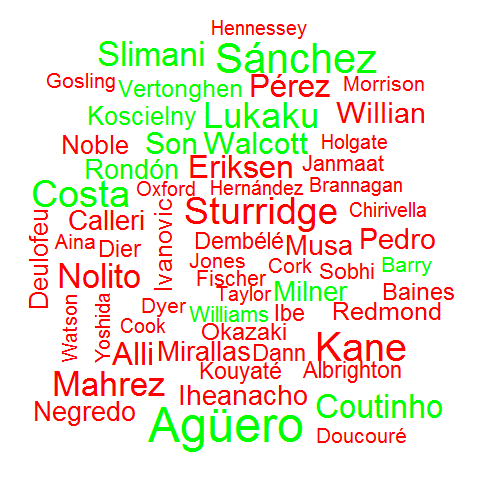 Hennessey
Slimani Sánchez
Gosling Vertonghen Pérez Morrison
Koscielny Lukaku Willian
Noble Son Walcott Holgate
Rondón Eriksen Janmaat
Costa Oxford Hernández Brannagan
Deulofeu Calleri Ivanovic Sturridge Chirivella
Aina Dier Dembélé Musa Pedro
Nolito Jones Cork Sobhi Barry
Fischer
Watson Yoshida Dyer Taylor Milner Baines
Cook Williams Ibe Redmond
Okazaki
Alli Mirallas Dann Kane
Kouyaté Albrighton
Mahrez Iheanacho
Negredo Agüero Coutinho
Doucouré